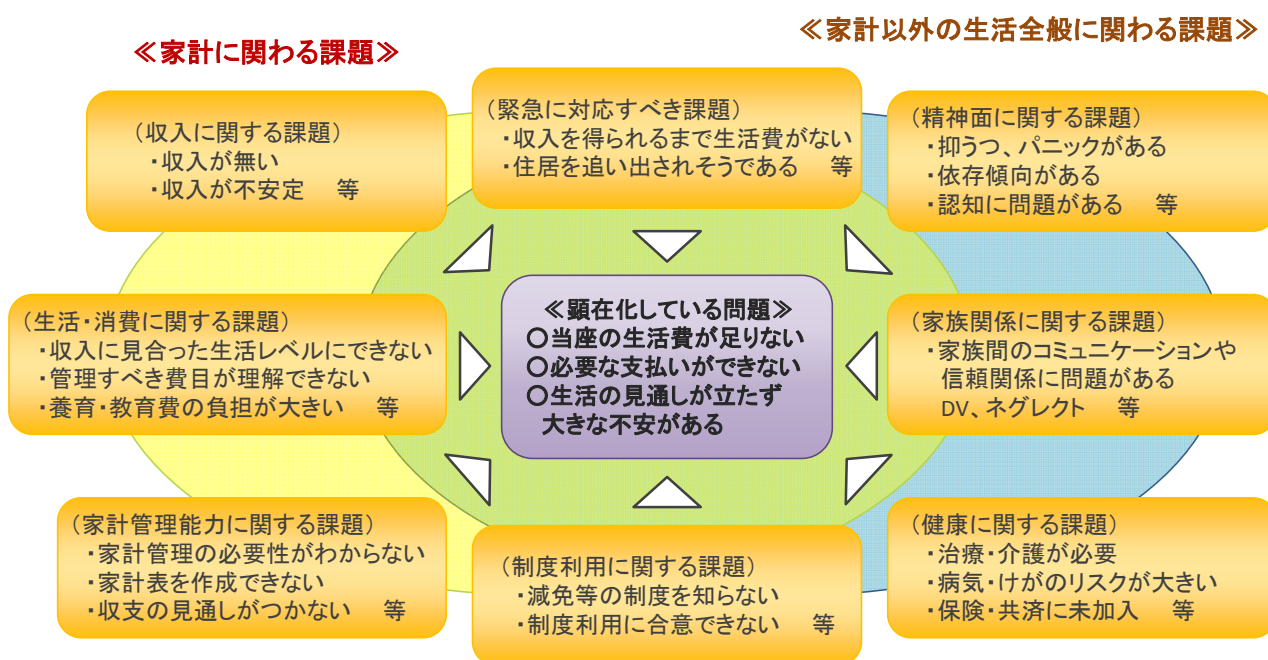 ≪家計に関わる課題≫
≪家計以外の生活全般に関わる課題≫
（収入に関する課題）
・収入が無い
・収入が不安定　等
（緊急に対応すべき課題）
・収入を得られるまで生活費がない
・住居を追い出されそうである　等
（精神面に関する課題）
・抑うつ、パニックがある
・依存傾向がある
・認知に問題がある　等
（生活・消費に関する課題）
・収入に見合った生活レベルにできない
・管理すべき費目が理解できない
・養育・教育費の負担が大きい　等
≪顕在化している問題≫
○当座の生活費が足りない
○必要な支払いができない
○生活の見通しが立たず
大きな不安がある
（家族関係に関する課題）
・家族間のコミュニケーションや
信頼関係に問題がある
DV、ネグレクト　等
（家計管理能力に関する課題）
・家計管理の必要性がわからない
・家計表を作成できない
・収支の見通しがつかない　等
（制度利用に関する課題）
・減免等の制度を知らない
・制度利用に合意できない　等
（健康に関する課題）
・治療・介護が必要
・病気・けがのリスクが大きい
・保険・共済に未加入　等